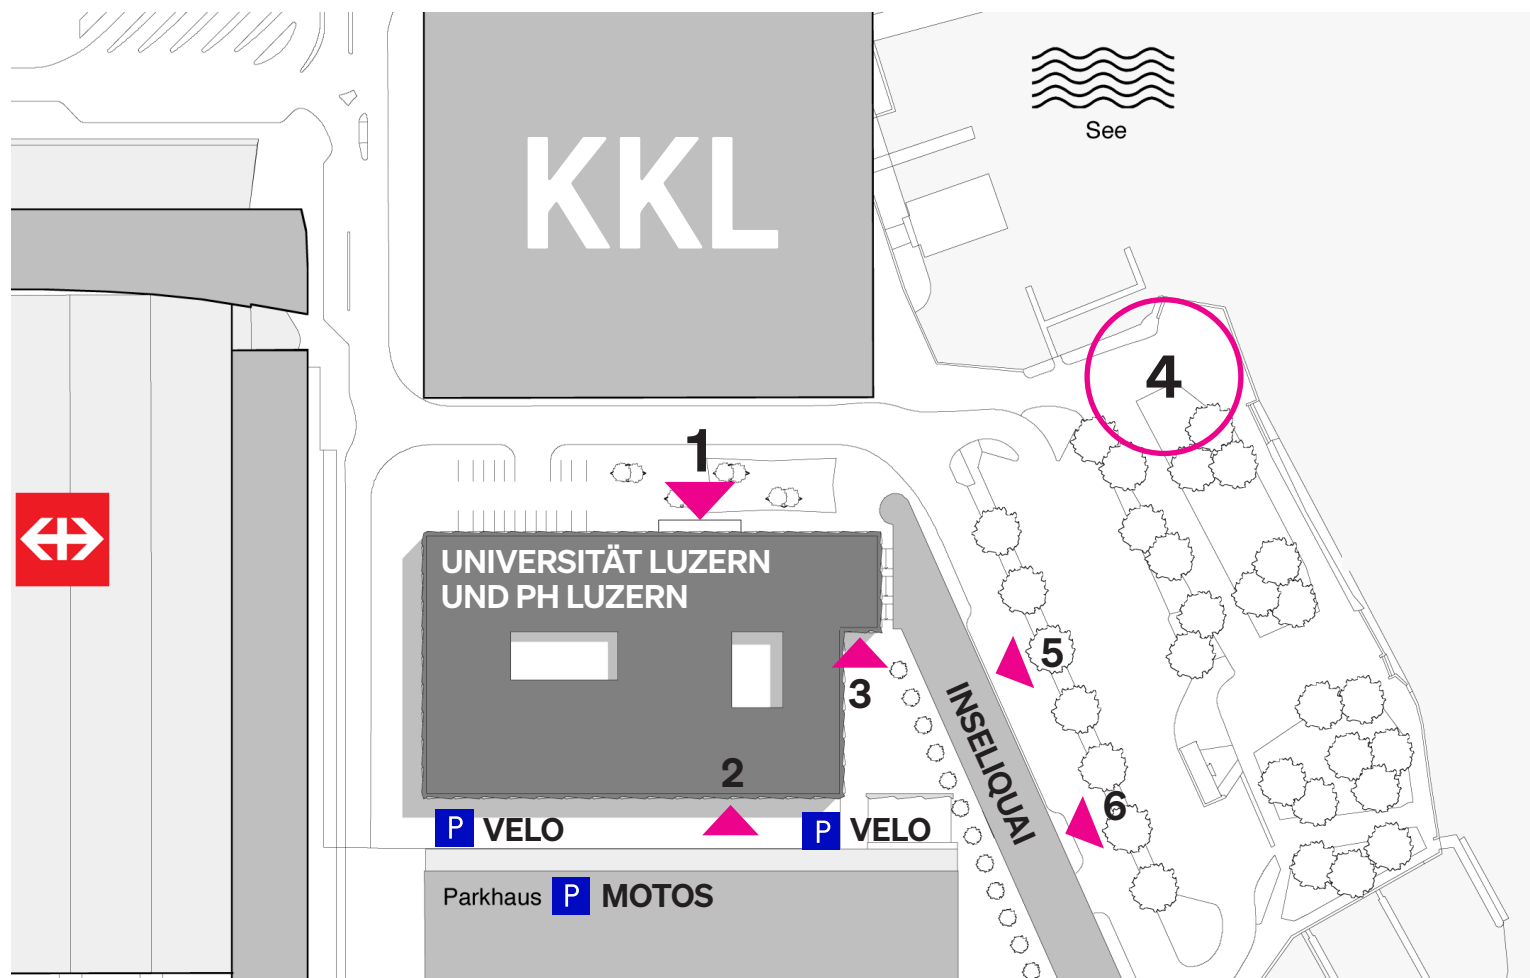 KKL
See
4
1
UNIVERSITÄT LUZERN
UND PH LUZERN
5
3
INSELIQUAI
2
6
P VELO
P VELO
Parkhaus P MOTOS